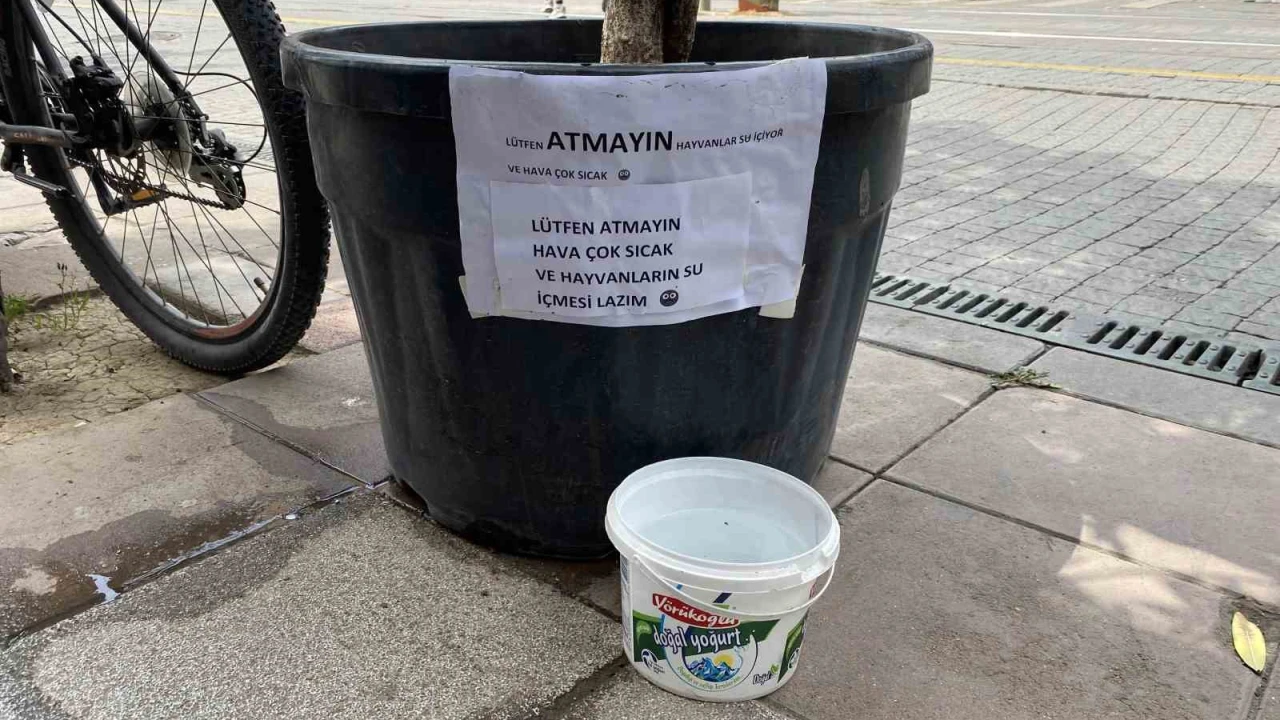 LÜTFEN ATMAYIN HAYVANLAR SU İÇİYOR
VE HAVA ÇOK SICAK
LÜTFEN ATMAYIN
HAVA ÇOK SICAK
VE HAYVANLARIN SU
İÇMESİ LAZIM
Yörükoğlu
doğal yoğurt